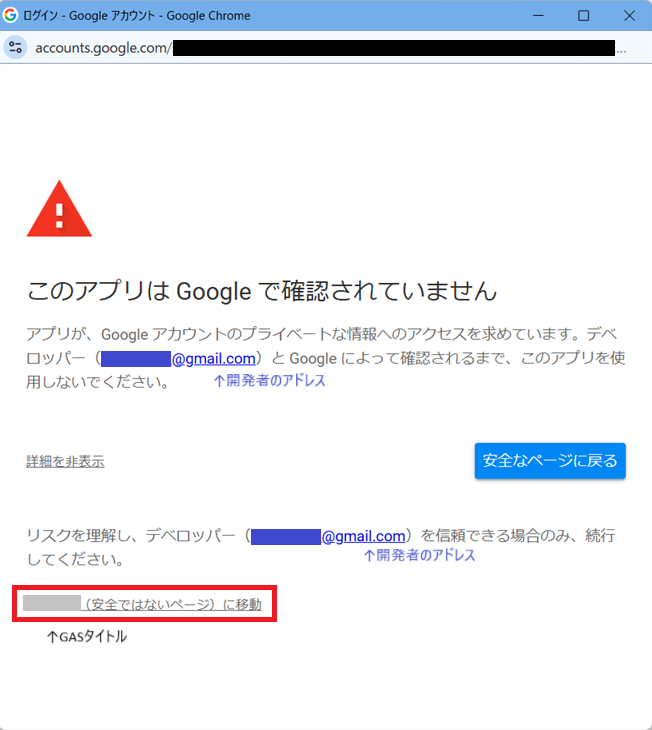 ログイン - Google アカウント - Google Chrome
accounts.google.com/ ...
このアプリは Google で確認されていません
アプリが、Google アカウントのプライベートな情報へのアクセスを求めています。デベ
ロッパー（ @gmail.com）と Google によって確認されるまで、このアプリを使
用しないでください。 ↑開発者のアドレス
詳細を非表示 安全なページに戻る
リスクを理解し、デベロッパー（ @gmail.com）を信頼できる場合のみ、続行
してください。 ↑開発者のアドレス
（安全ではないページ）に移動
↑GASタイトル